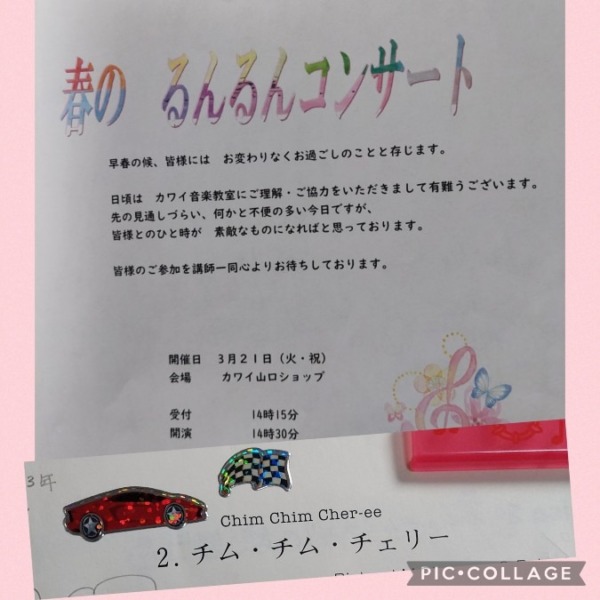 春の るんるんコンサート
早春の候、皆様には お変わりなくお過ごしのことと存じます。
日頃は カワイ音楽教室にご理解・ご協力をいただきまして有難うございます。
先の見通しづらい、何かと不便の多い今日ですが、
皆様とのひと時が 素敵なものになればと思っております。
皆様のご参加を講師一同心よりお待ちしております。
開催日 3月21日（火・祝）
会場 カワイ山口ショップ
受付 14時15分
開演 14時30分
3年
Chim Chim Cher-ee
2. チム・チム・チェリー
PIC•COLLAGE